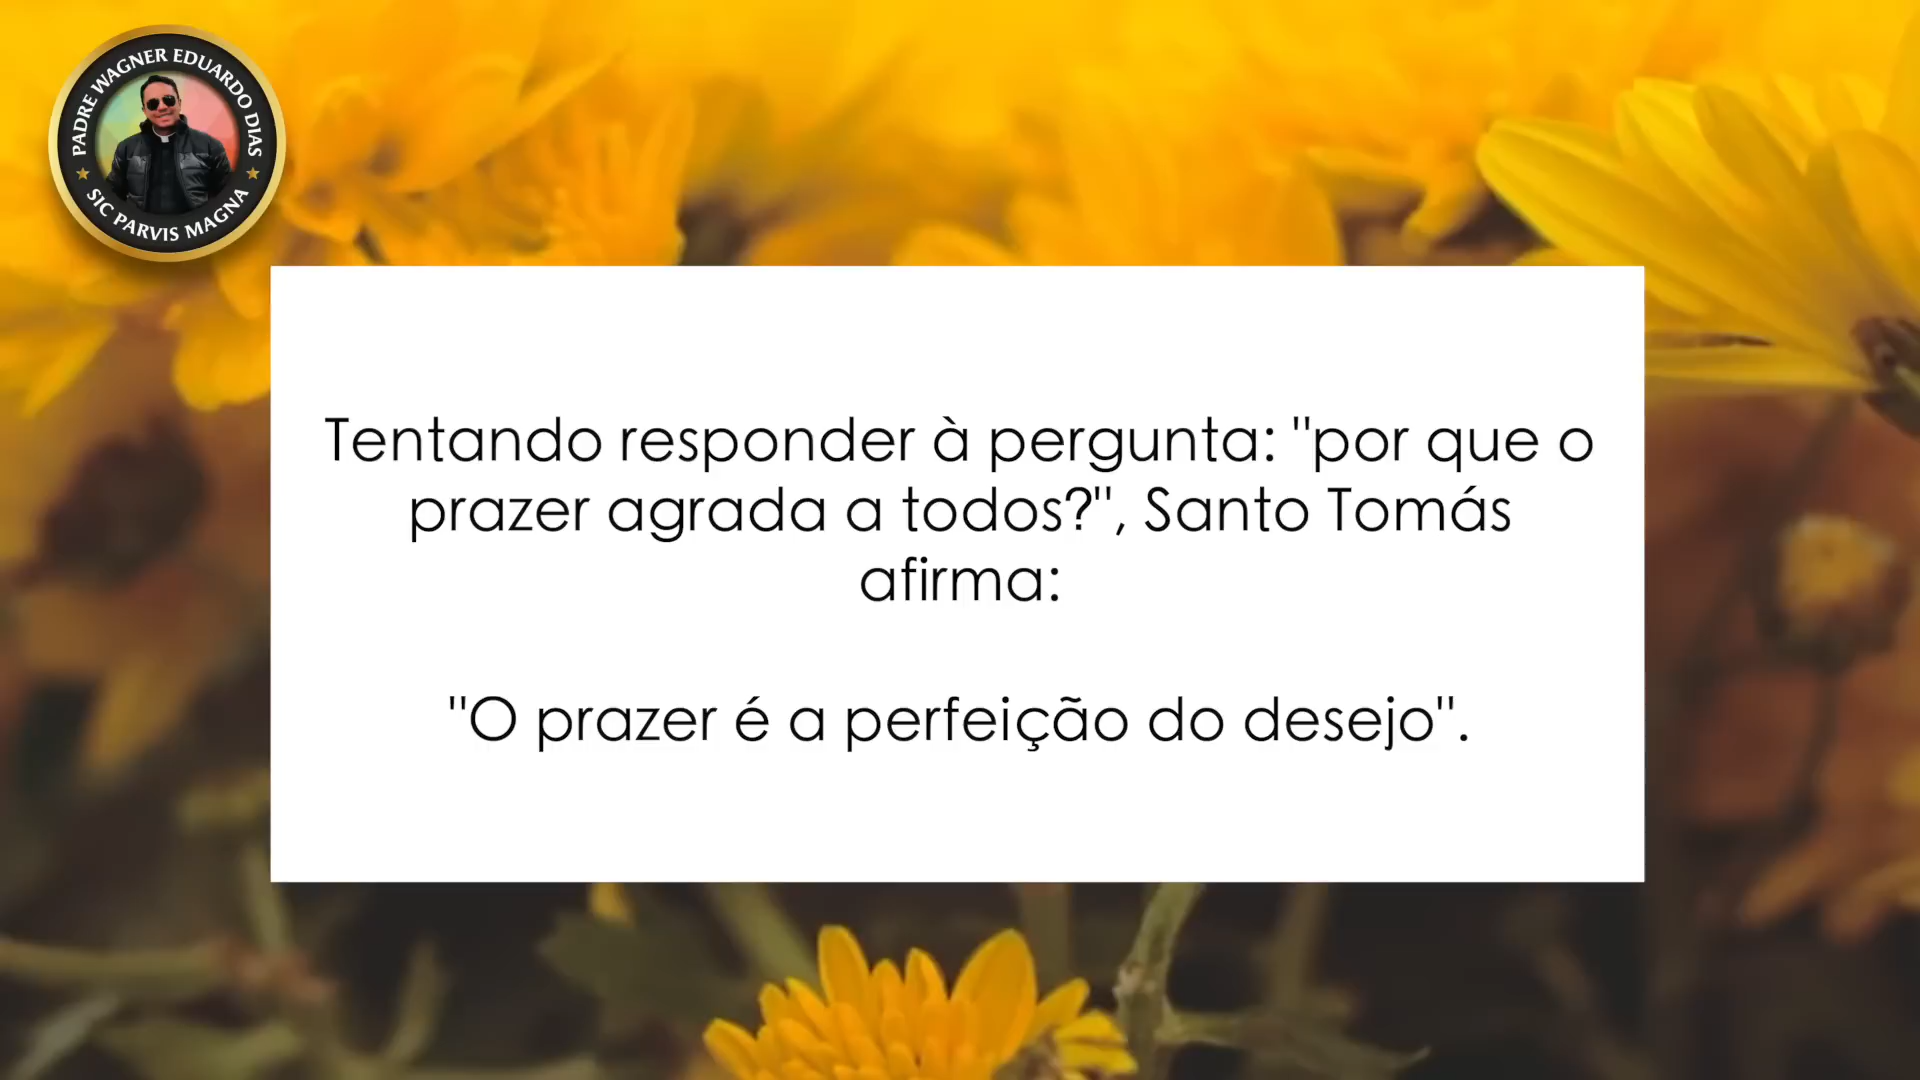 PADRE WAGNER EDUARDO DIAS
SIC PARVIS MAGNA
Tentando responder à pergunta: "por que o
prazer agrada a todos?", Santo Tomás
afirma:
"O prazer é a perfeição do desejo".